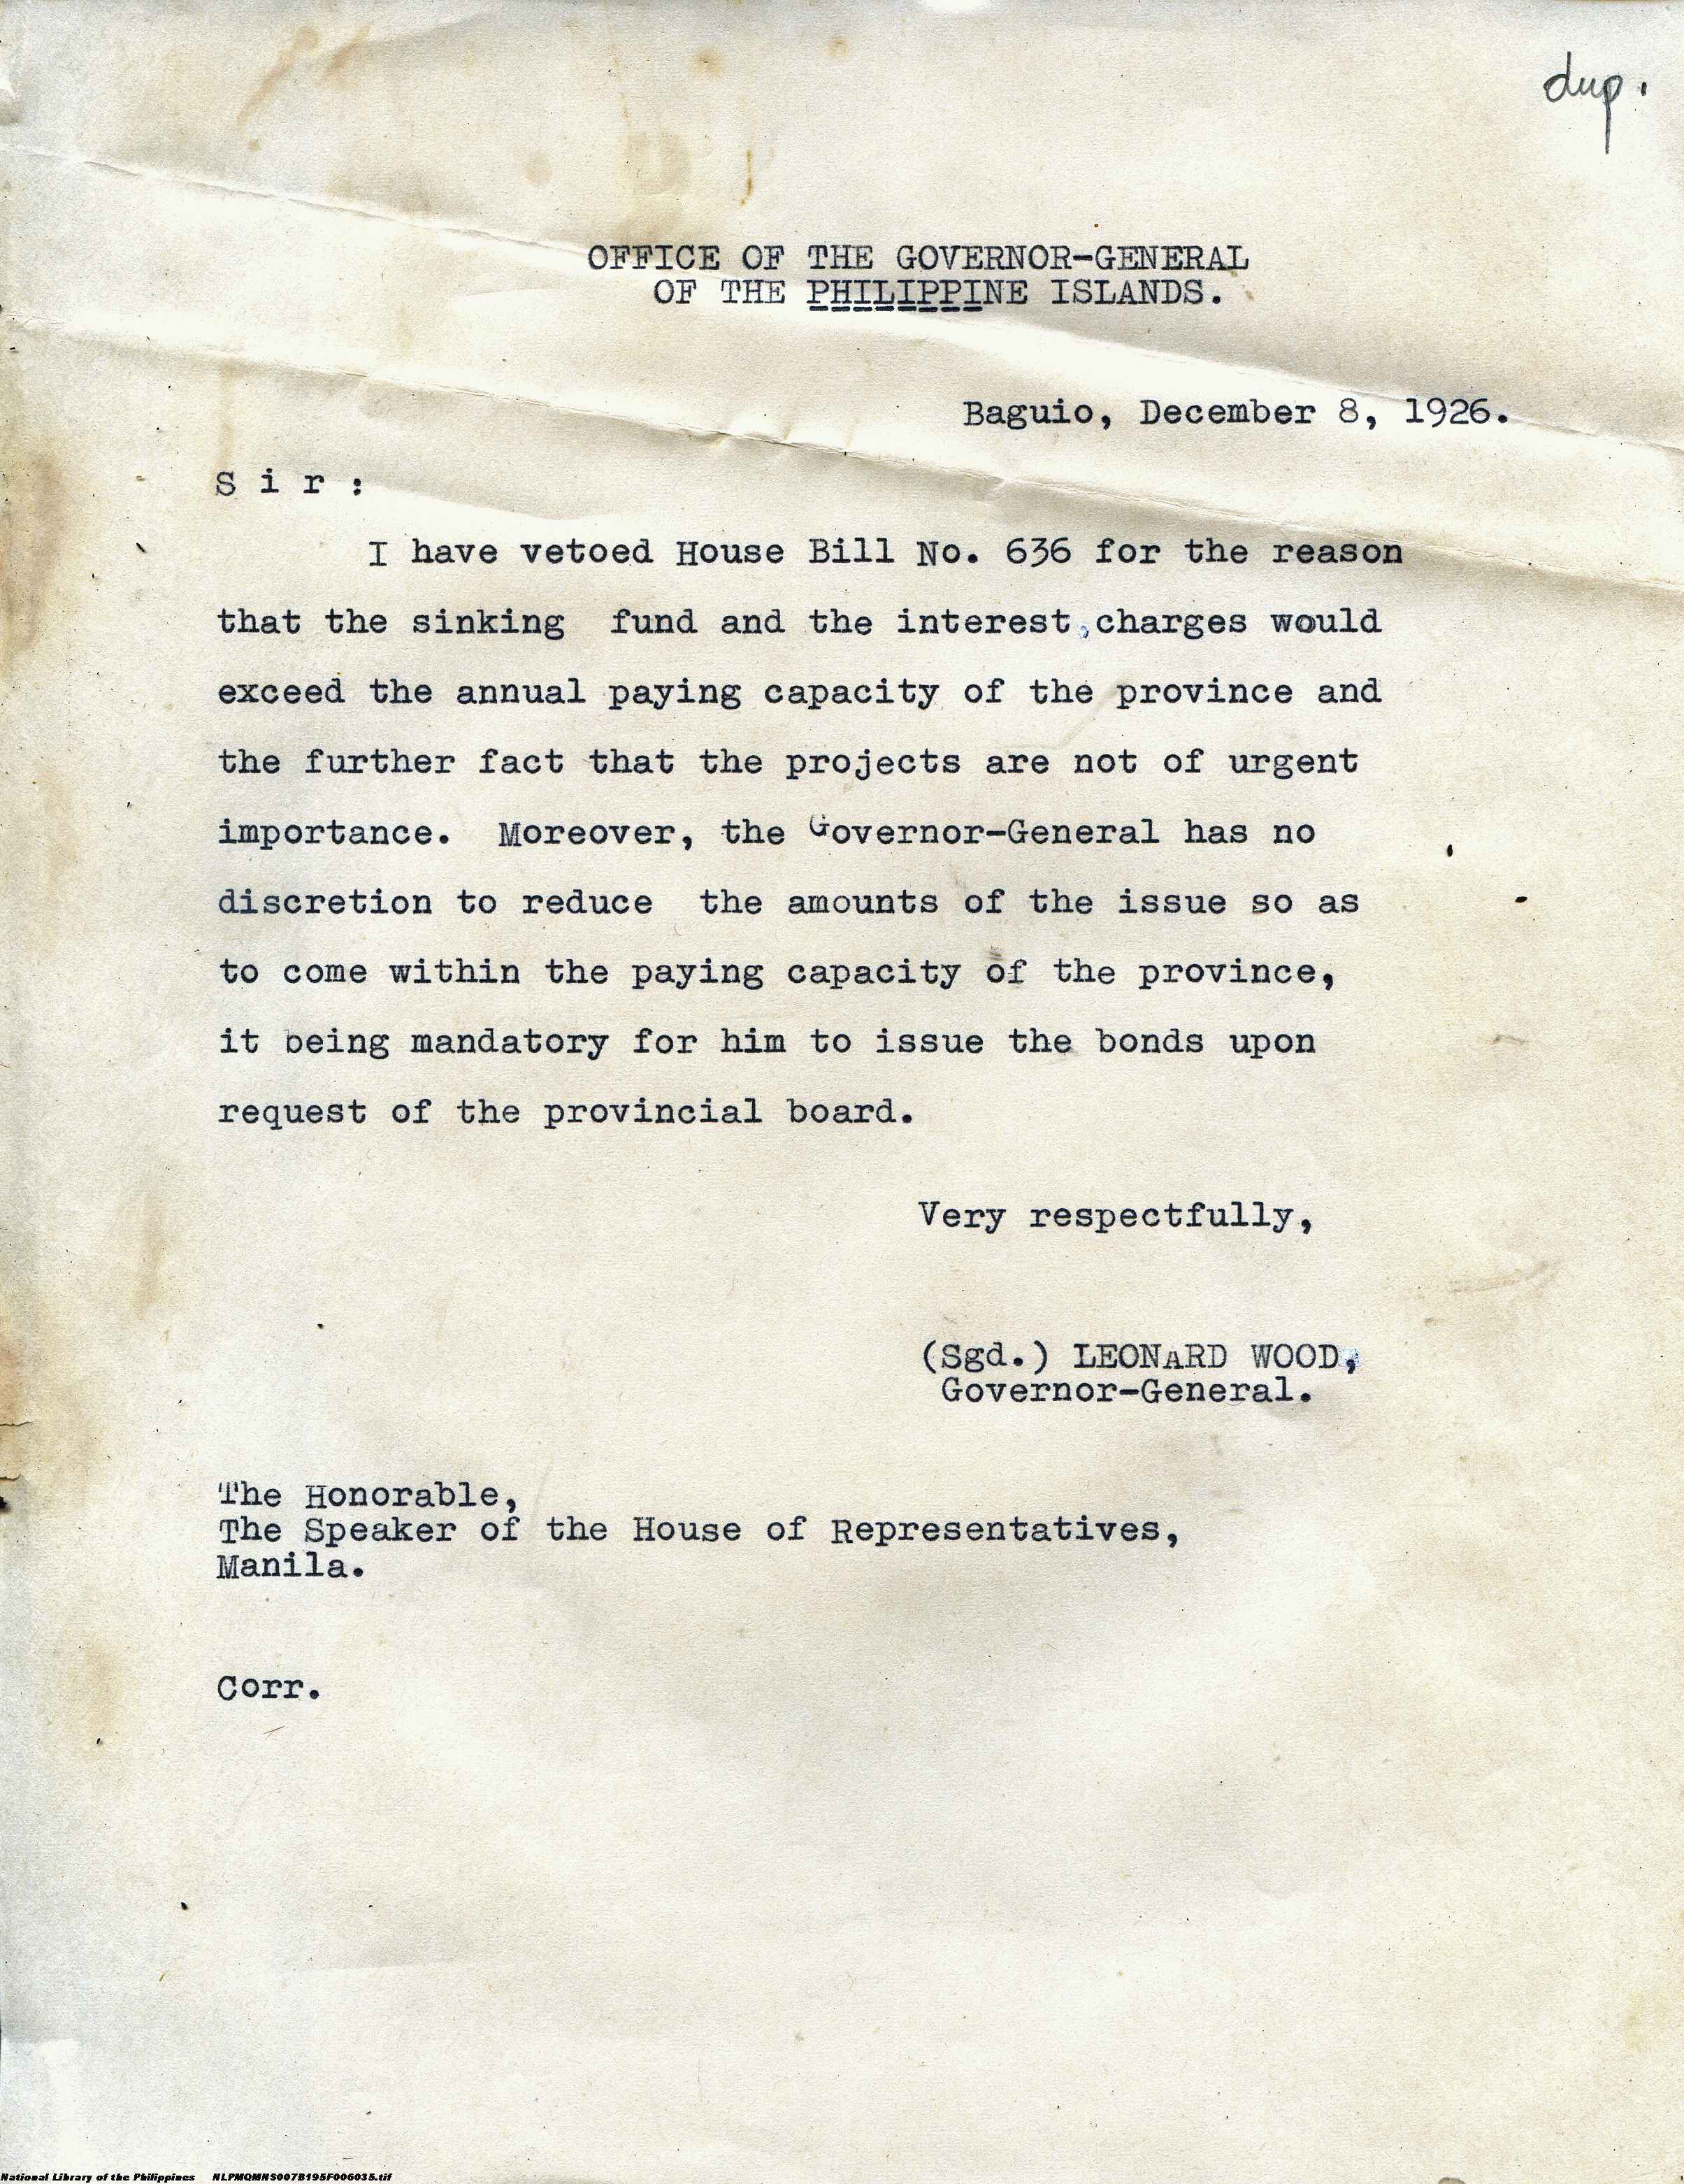 dup.
OFFICE OF THE GOVERNOR-GENERAL
OF THE PHILIPPINE ISLANDS.
Baguio, December 8, 1926.
S i r :
I have vetoed House Bill No. 636 for the reason
that the sinking fund and the interest charges would
exceed the annual paying capacity of the province and
the further fact that the projects are not of urgent
importance. Moreover, the Governor-General has no
discretion to reduce the amounts of the issue so as
to come within the paying capacity of the province,
it being mandatory for him to issue the bonds upon
request of the provincial board.
Very respectfully,
(Sgd.) LEONARD WOOD,
Governor-General.
The Honorable,
The Speaker of the House of Representatives,
Manila.
Corr.
National Library of the Philippines NLPMQMNS007B195F006035.tif